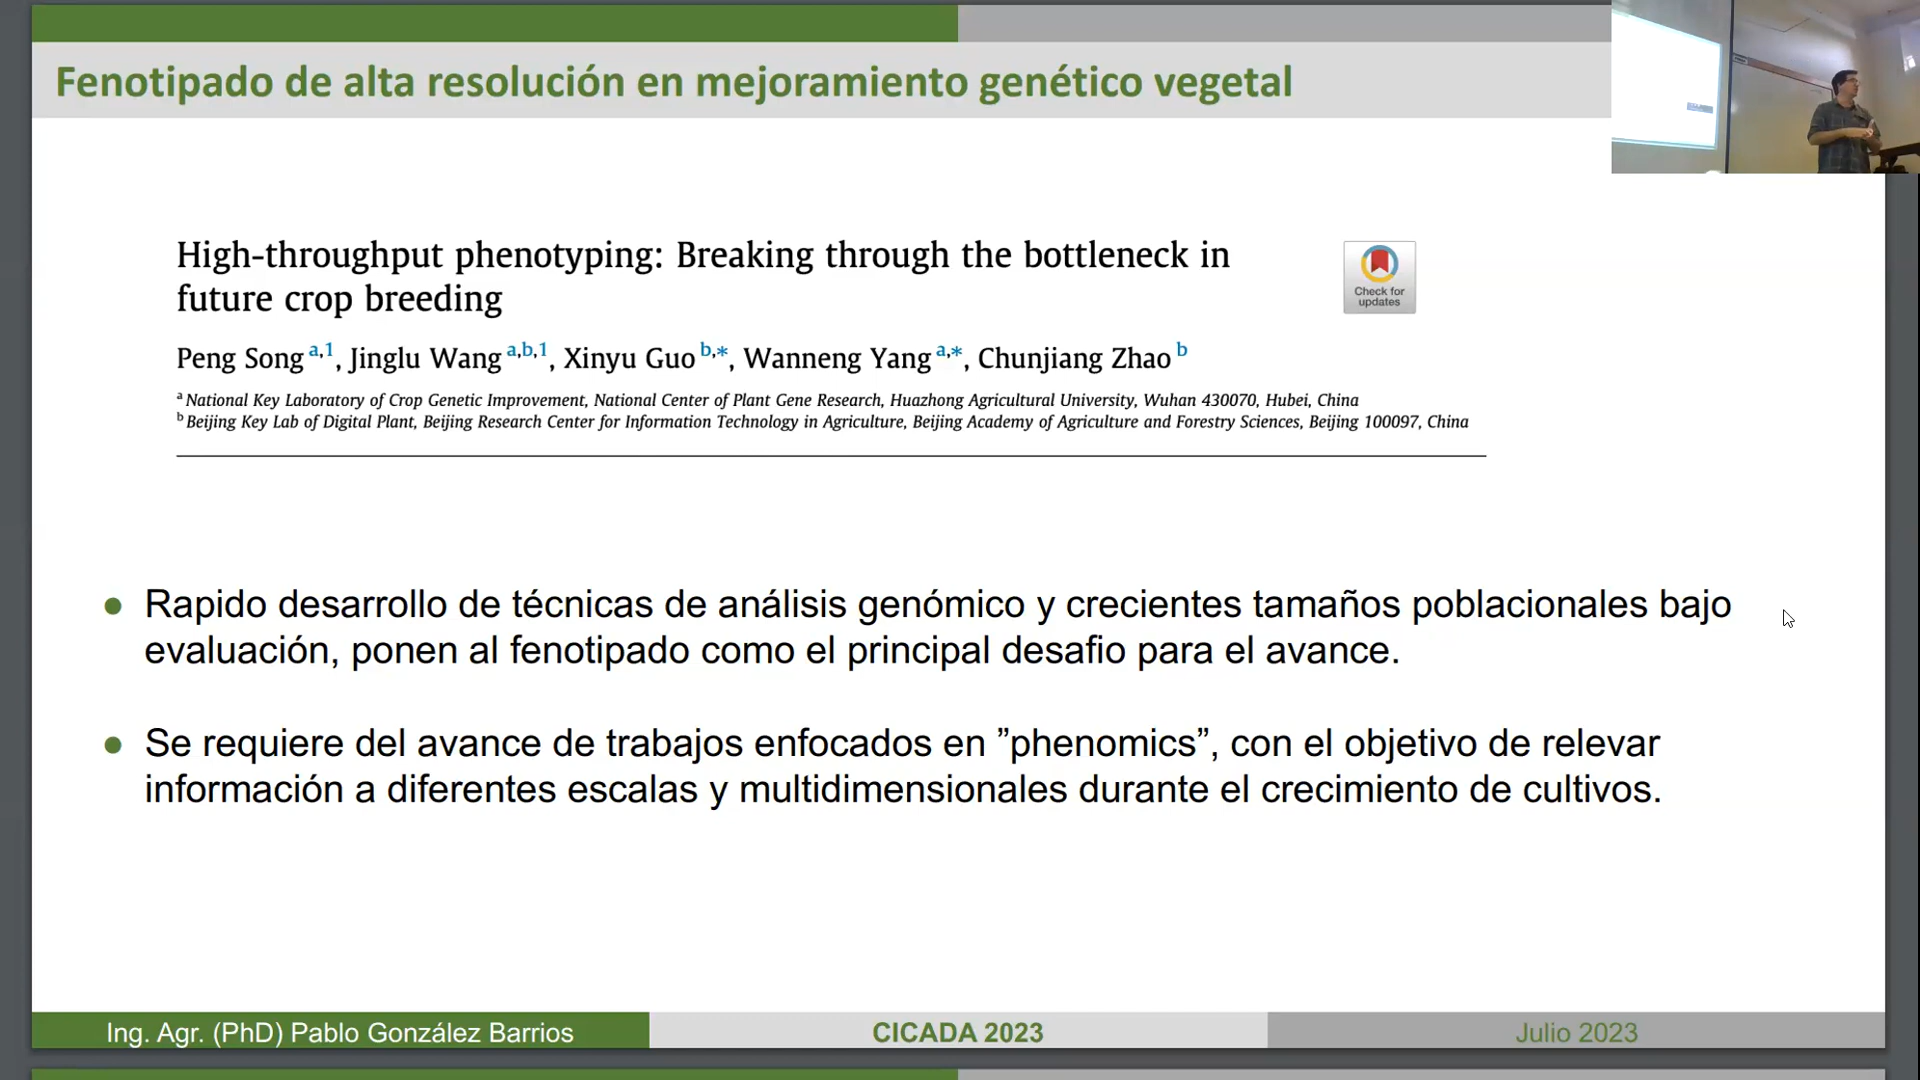 Fenotipado de alta resolución en mejoramiento genético vegetal
High-throughput phenotyping: Breaking through the bottleneck in
future crop breeding
Check for
updates
Peng Song a,1, Jinglu Wang a,b,1, Xinyu Guo b,*, Wanneng Yang a,*, Chunjiang Zhao b
a National Key Laboratory of Crop Genetic Improvement, National Center of Plant Gene Research, Huazhong Agricultural University, Wuhan 430070, Hubei, China
b Beijing Key Lab of Digital Plant, Beijing Research Center for Information Technology in Agriculture, Beijing Academy of Agriculture and Forestry Sciences, Beijing 100097, China
● Rapido desarrollo de técnicas de análisis genómico y crecientes tamaños poblacionales bajo
evaluación, ponen al fenotipado como el principal desafio para el avance.
● Se requiere del avance de trabajos enfocados en ”phenomics”, con el objetivo de relevar
información a diferentes escalas y multidimensionales durante el crecimiento de cultivos.
Ing. Agr. (PhD) Pablo González Barrios
CICADA 2023
Julio 2023